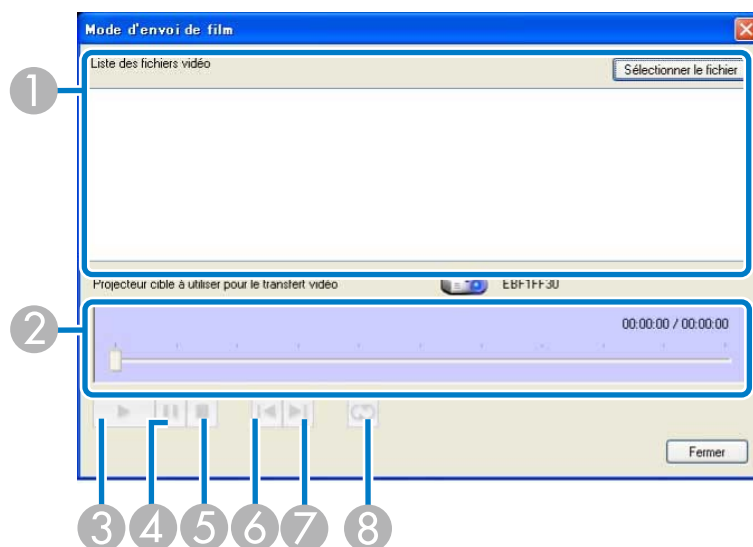 Mode d'envoi de film
Liste des fichiers vidéo
Sélectionner le fichier
1
Projecteur cible à utiliser pour le transfert vidéo EBF1FF30
2
00:00:00 / 00:00:00
Fermer
3 4 5 6 7 8